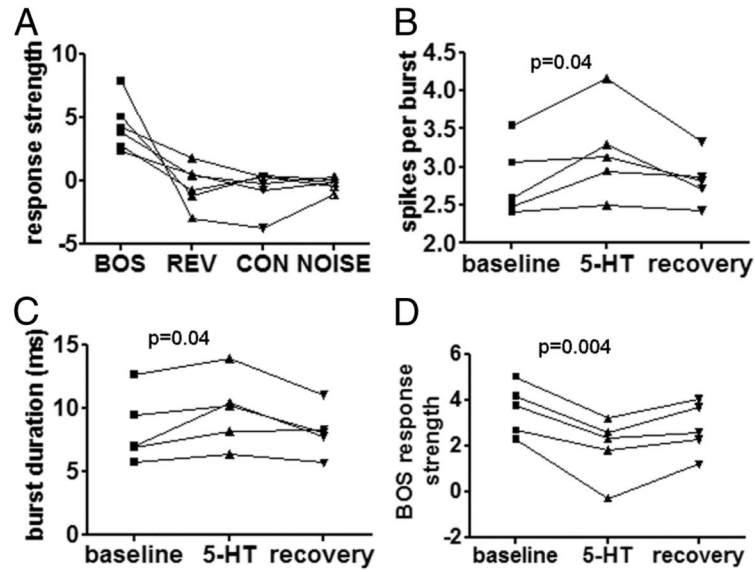 A
response strength
10
5
0
-5
BOS REV CON NOISE
B
p=0.04
spikes per burst
4.5
4.0
3.5
3.0
2.5
2.0
baseline 5-HT recovery
C
p=0.04
burst duration (ms)
15
10
5
0
baseline 5-HT recovery
D
p=0.004
BOS response
strength
6
4
2
0
-2
baseline 5-HT recovery